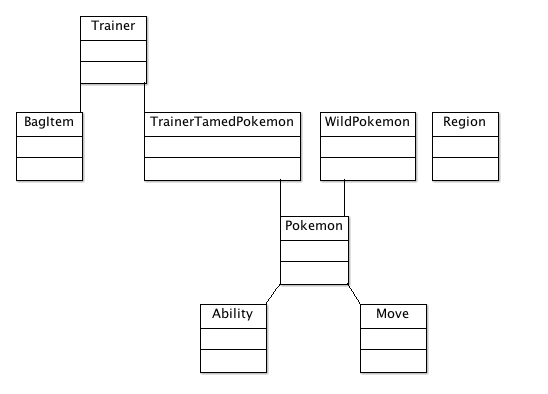 Trainer
BagItem
TrainerTamedPokemon
WildPokemon
Region
Pokemon
Ability
Move